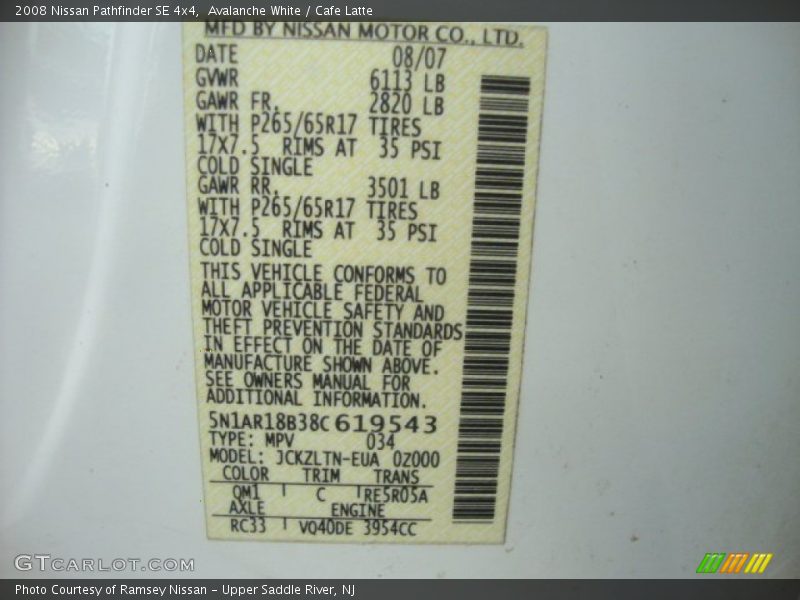 2008 Nissan Pathfinder SE 4x4,  Avalanche White / Cafe Latte
MFD BY NISSAN MOTOR CO., LTD.
DATE 08/07
GVWR 6113 LB
GAWR FR. 2820 LB
WITH P265/65R17 TIRES
17X7.5 RIMS AT 35 PSI
COLD SINGLE
GAWR RR. 3501 LB
WITH P265/65R17 TIRES
17X7.5 RIMS AT 35 PSI
COLD SINGLE
THIS VEHICLE CONFORMS TO
ALL APPLICABLE FEDERAL
MOTOR VEHICLE SAFETY AND
THEFT PREVENTION STANDARDS
IN EFFECT ON THE DATE OF
MANUFACTURE SHOWN ABOVE.
SEE OWNERS MANUAL FOR
ADDITIONAL INFORMATION.
5N1AR18B38C619543
TYPE: MPV 034
MODEL: JCKZLTN-EUA 0Z000
COLOR TRIM TRANS
QM1 C RE5R05A
AXLE ENGINE
RC33 VQ40DE 3954CC
GTCARLOT.COM
Photo Courtesy of Ramsey Nissan – Upper Saddle River, NJ